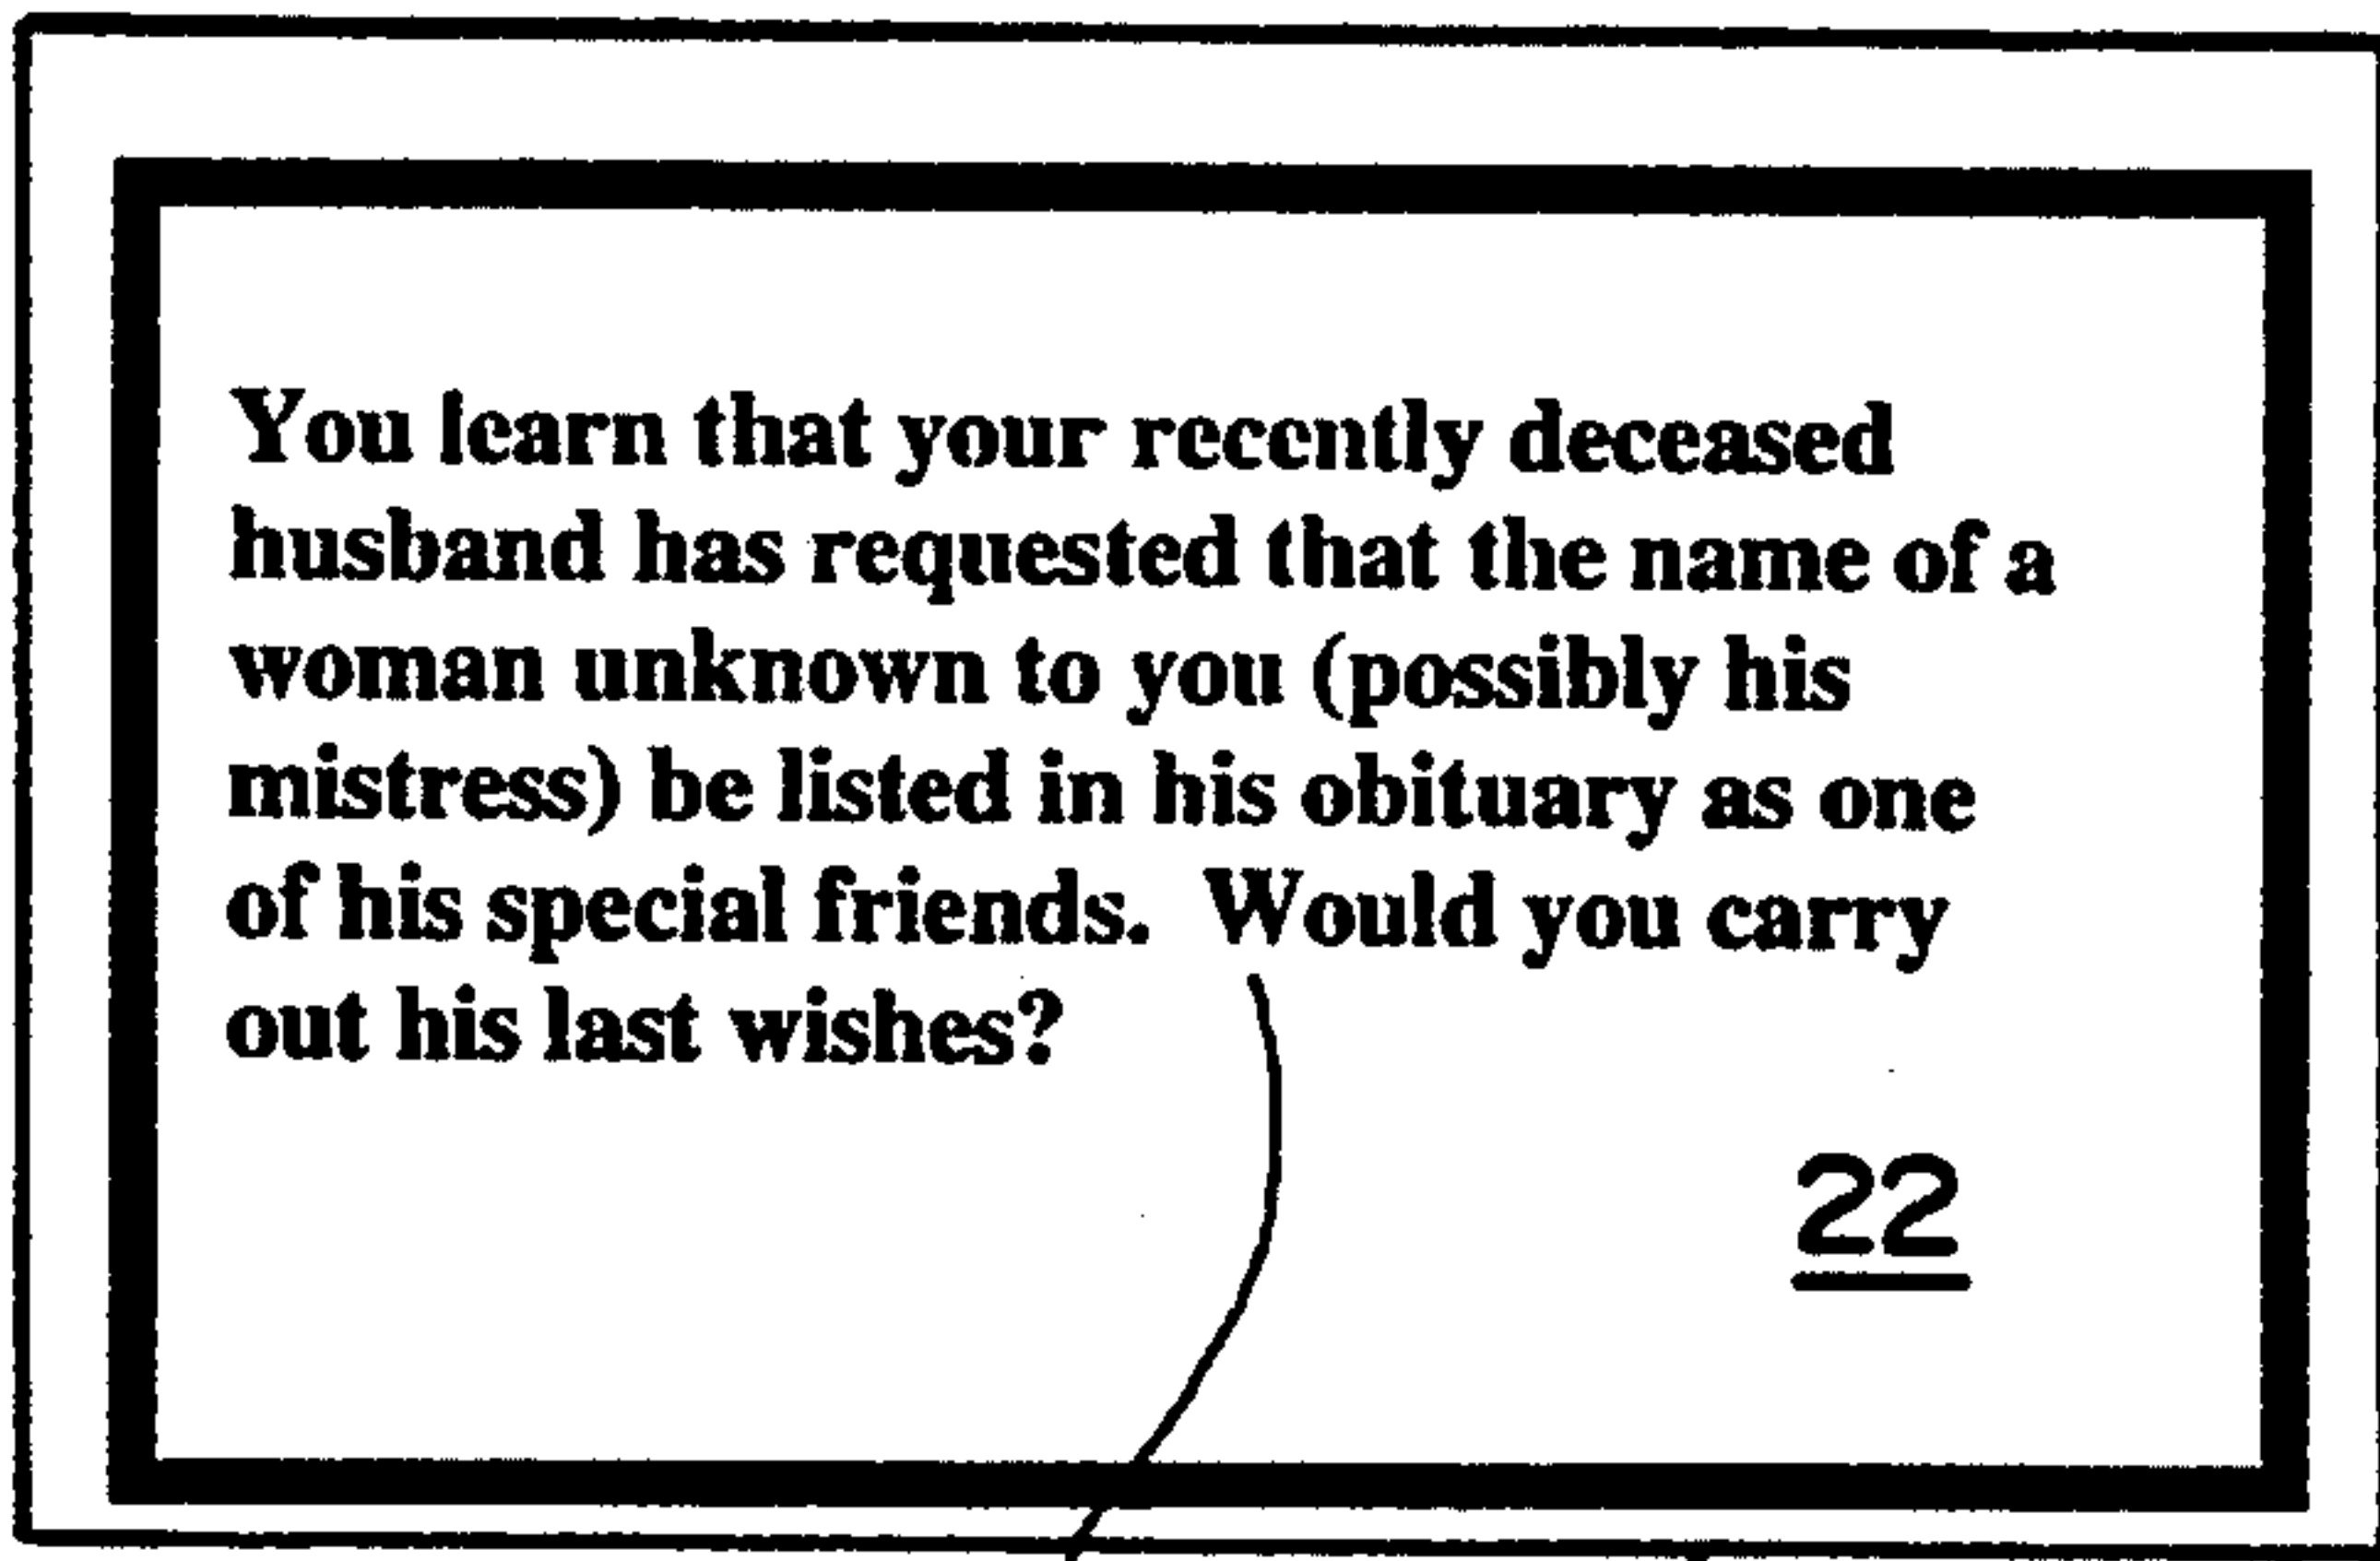 You learn that your recently deceased
husband has requested that the name of a
woman unknown to you (possibly his
mistress) be listed in his obituary as one
of his special friends. Would you carry
out his last wishes?
22